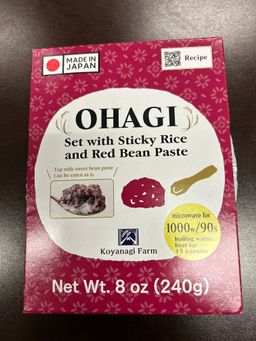 MADE IN
JAPAN
Recipe
OHAGI
Set with Sticky Rice
and Red Bean Paste
Top with sweet bean paste
Can be eaten as is
microwave for
1000w/90s
boiling water
heat for
15 minutes
Koyanagi Farm
Net Wt. 8 oz (240g)